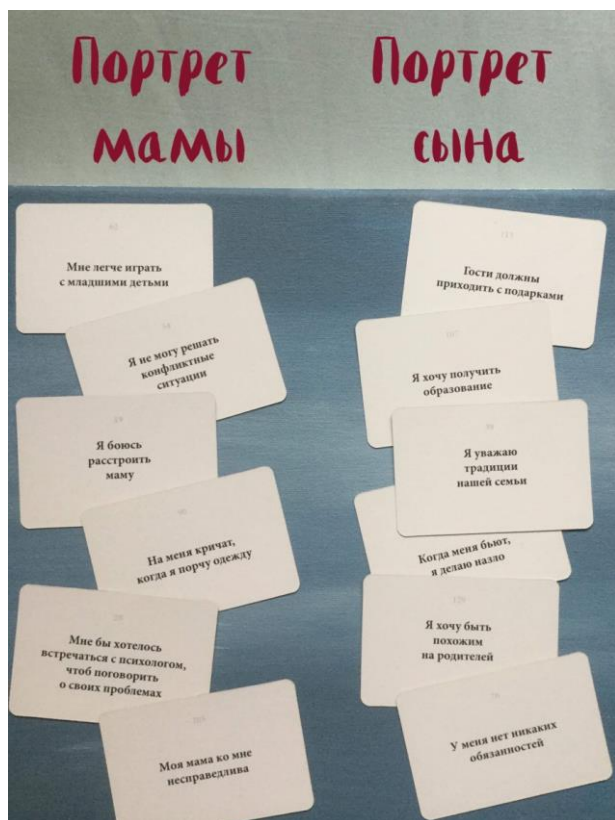 Портрет
мамы
Мне легче играть
с младшими детьми
Я не могу решать
конфликтные
ситуации
Я боюсь
расстроить
маму
На меня кричат,
когда я порчу одежду
29
Мне бы хотелось
встречаться с психологом,
чтоб поговорить
о своих проблемах
Моя мама ко мне
несправедлива
Портрет
сына
Гости должны
приходить с подарками
Я хочу получить
образование
Я уважаю
традиции
нашей семьи
Когда меня бьют,
я делаю назло
Я хочу быть
похожим
на родителей
У меня нет никаких
обязанностей